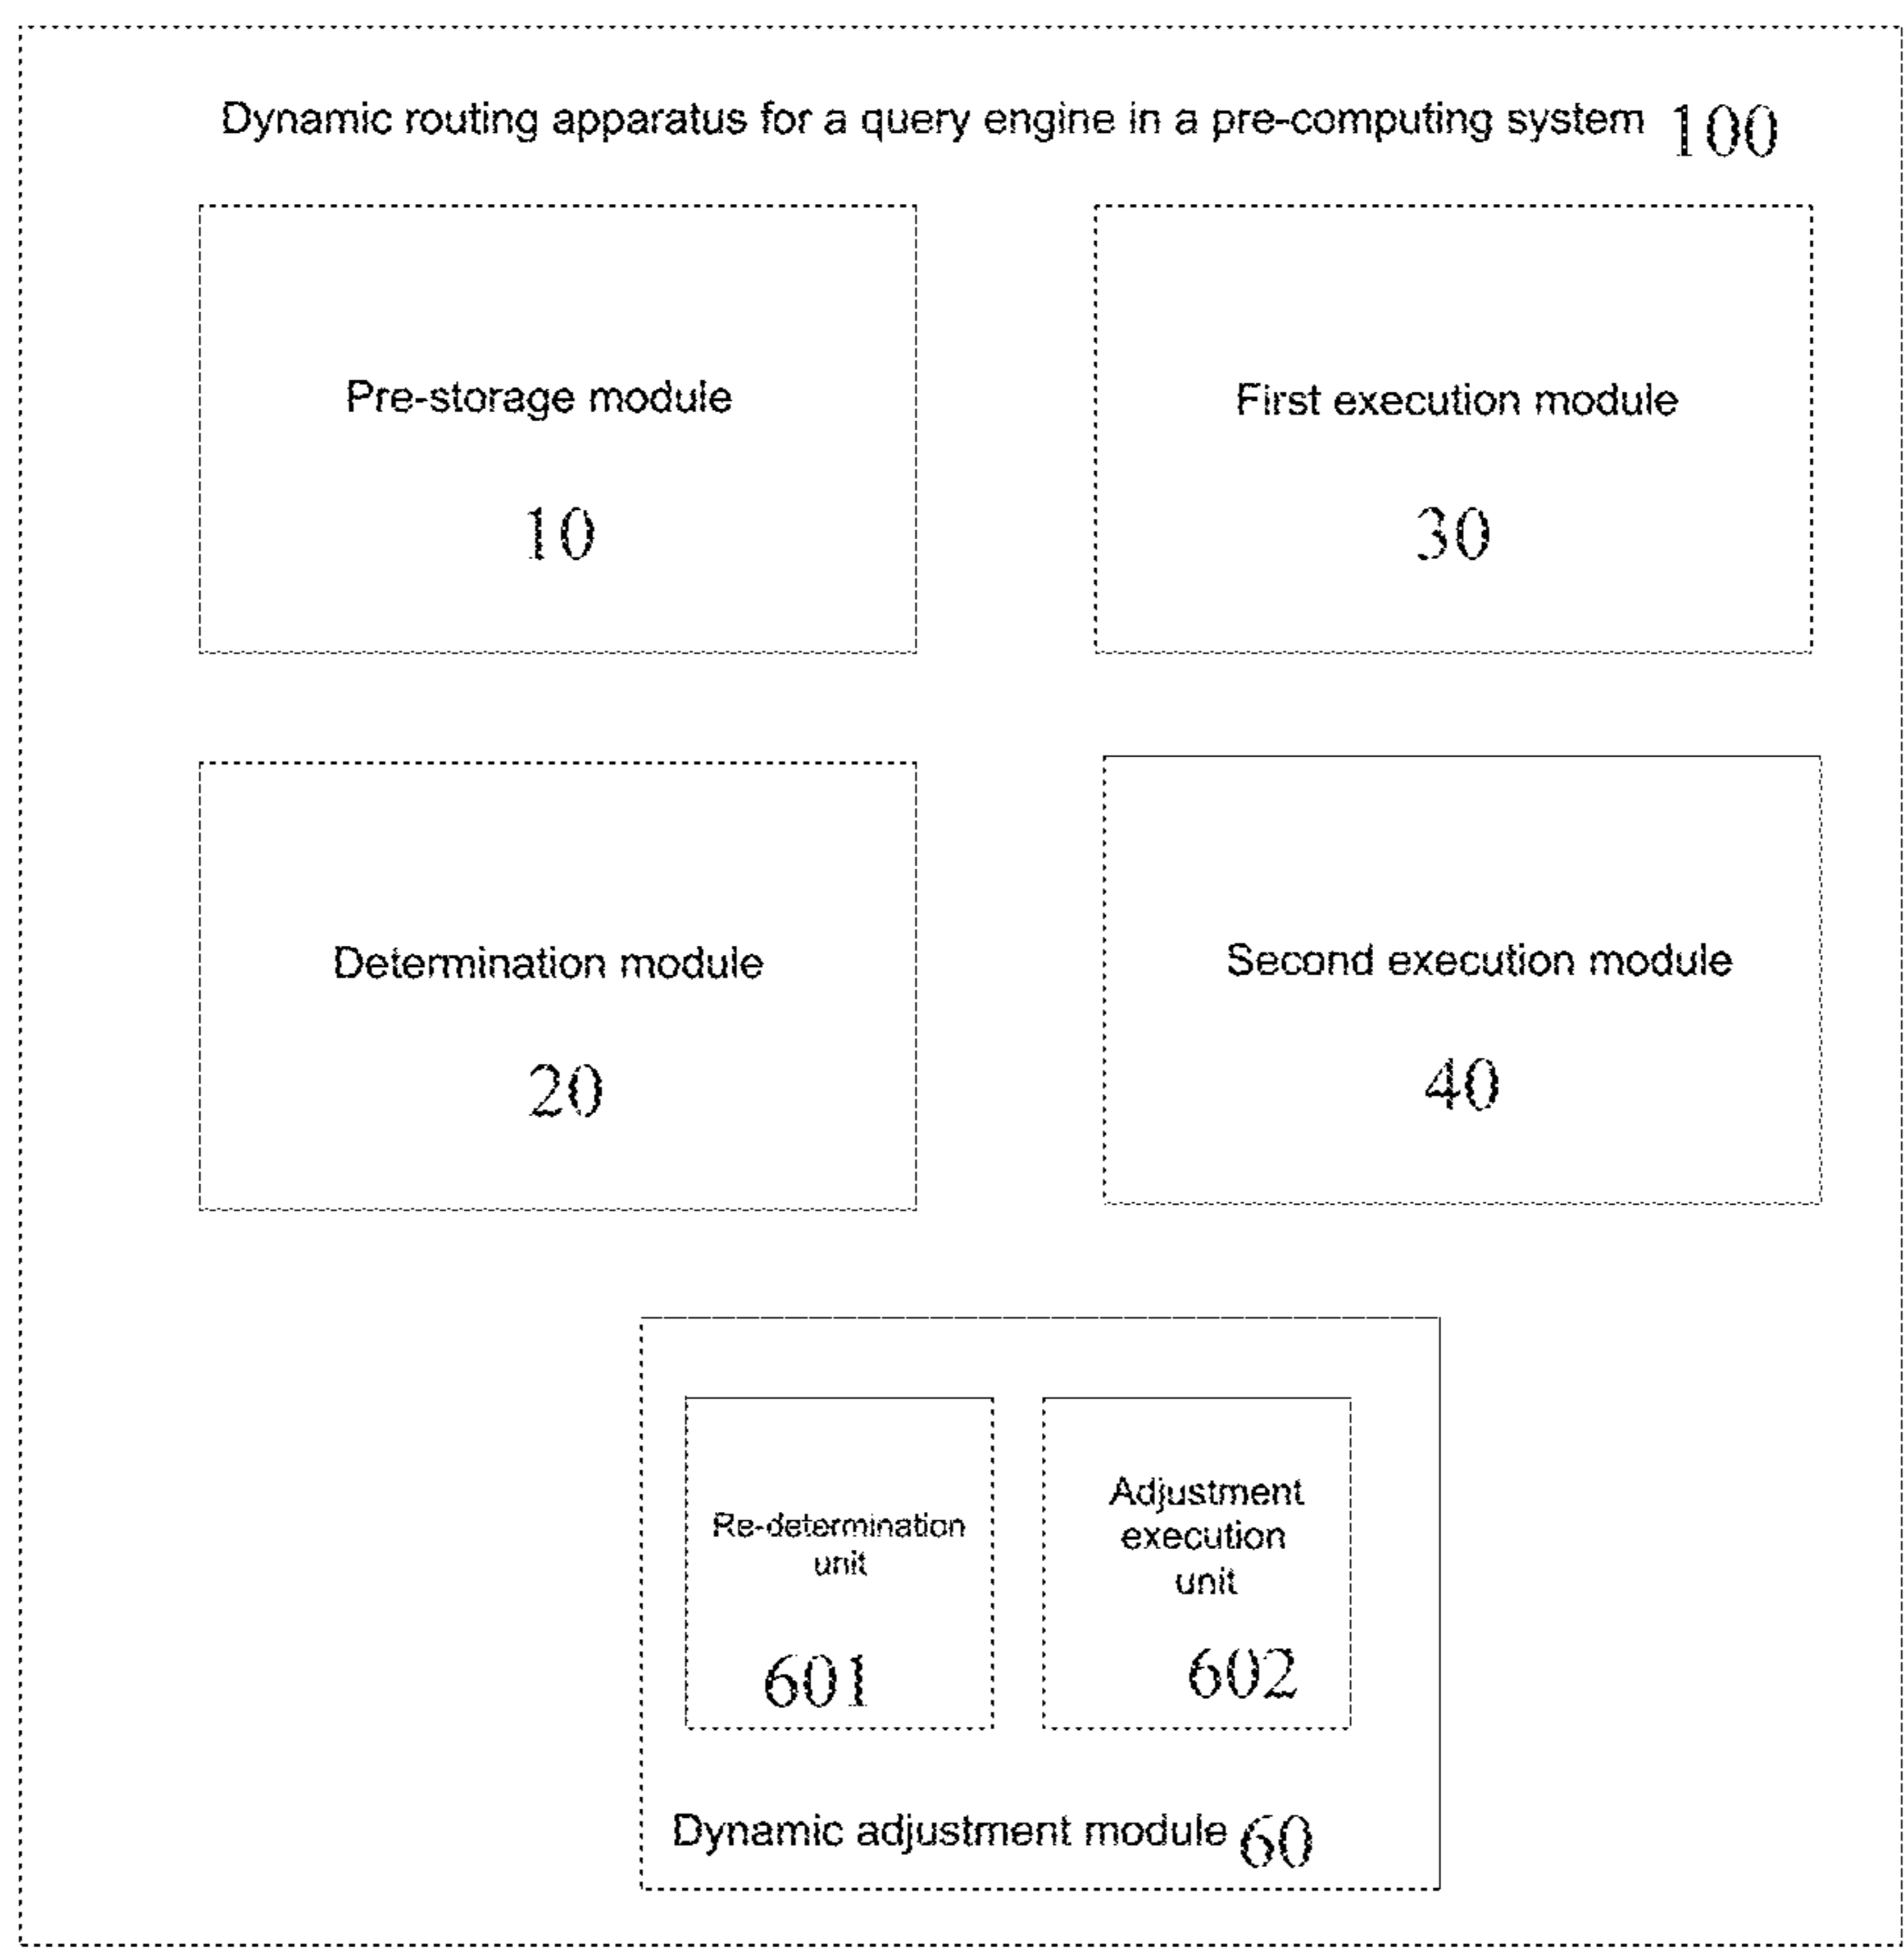 Dynamic routing apparatus for a query engine in a pre-computing system 100
Pre-storage module
10
First execution module
30
Determination module
20
Second execution module
40
Re-determination
unit
601
Adjustment
execution
unit
602
Dynamic adjustment module 60